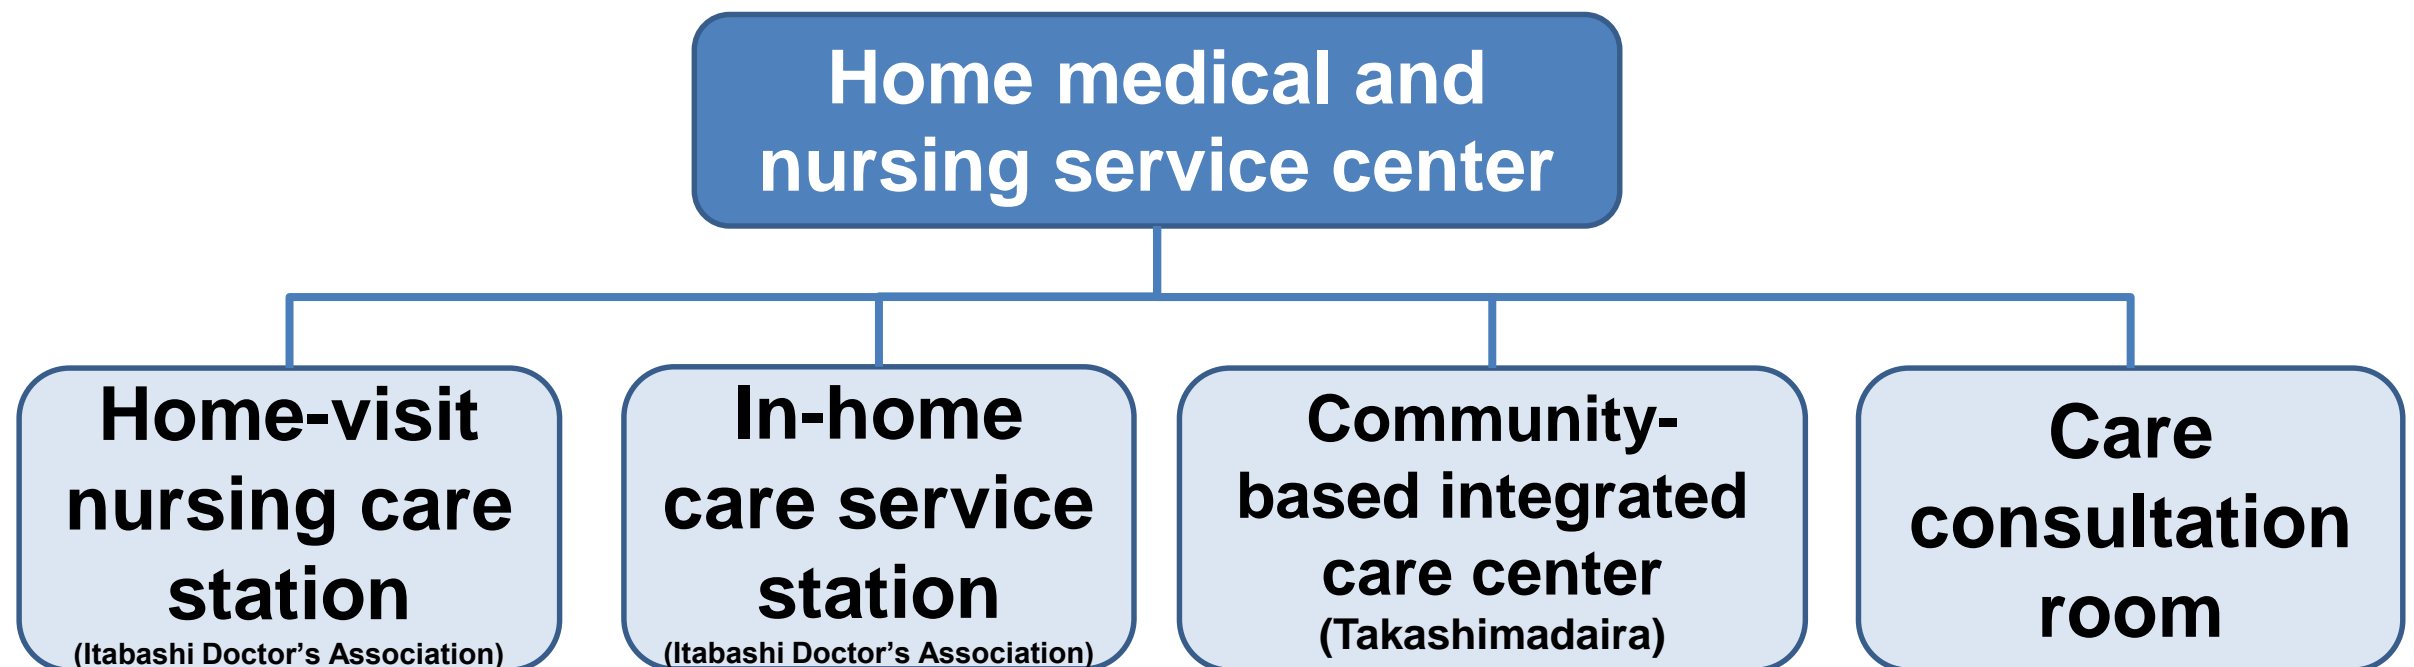 Home medical and
nursing service center
Home-visit
nursing care
station
(Itabashi Doctor’s Association)
In-home
care service
station
(Itabashi Doctor’s Association)
Community-
based integrated
care center
(Takashimadaira)
Care
consultation
room